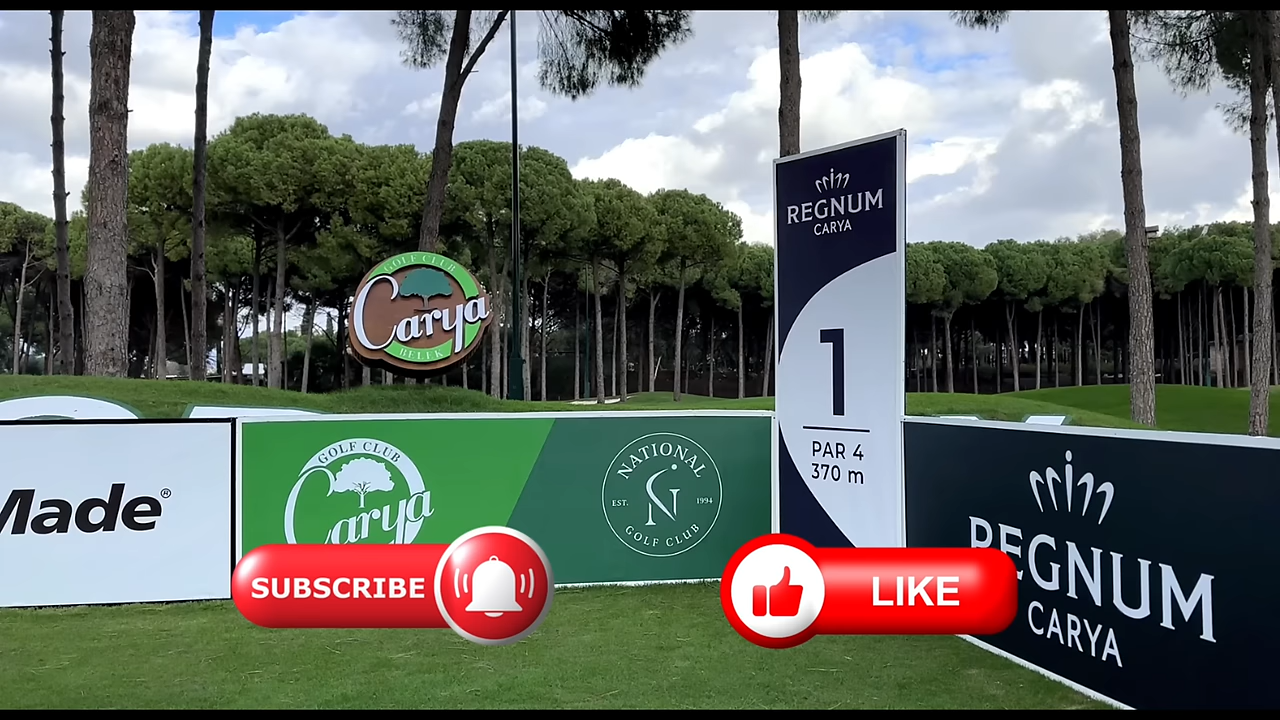 REGNUM
CARYA
1
PAR 4
370 m
GOLF CLUB
Carya
BELEK
Made®
GOLF CLUB
Carya
NATIONAL
EST. 1994
GOLF CLUB
REGNUM
CARYA
SUBSCRIBE
LIKE